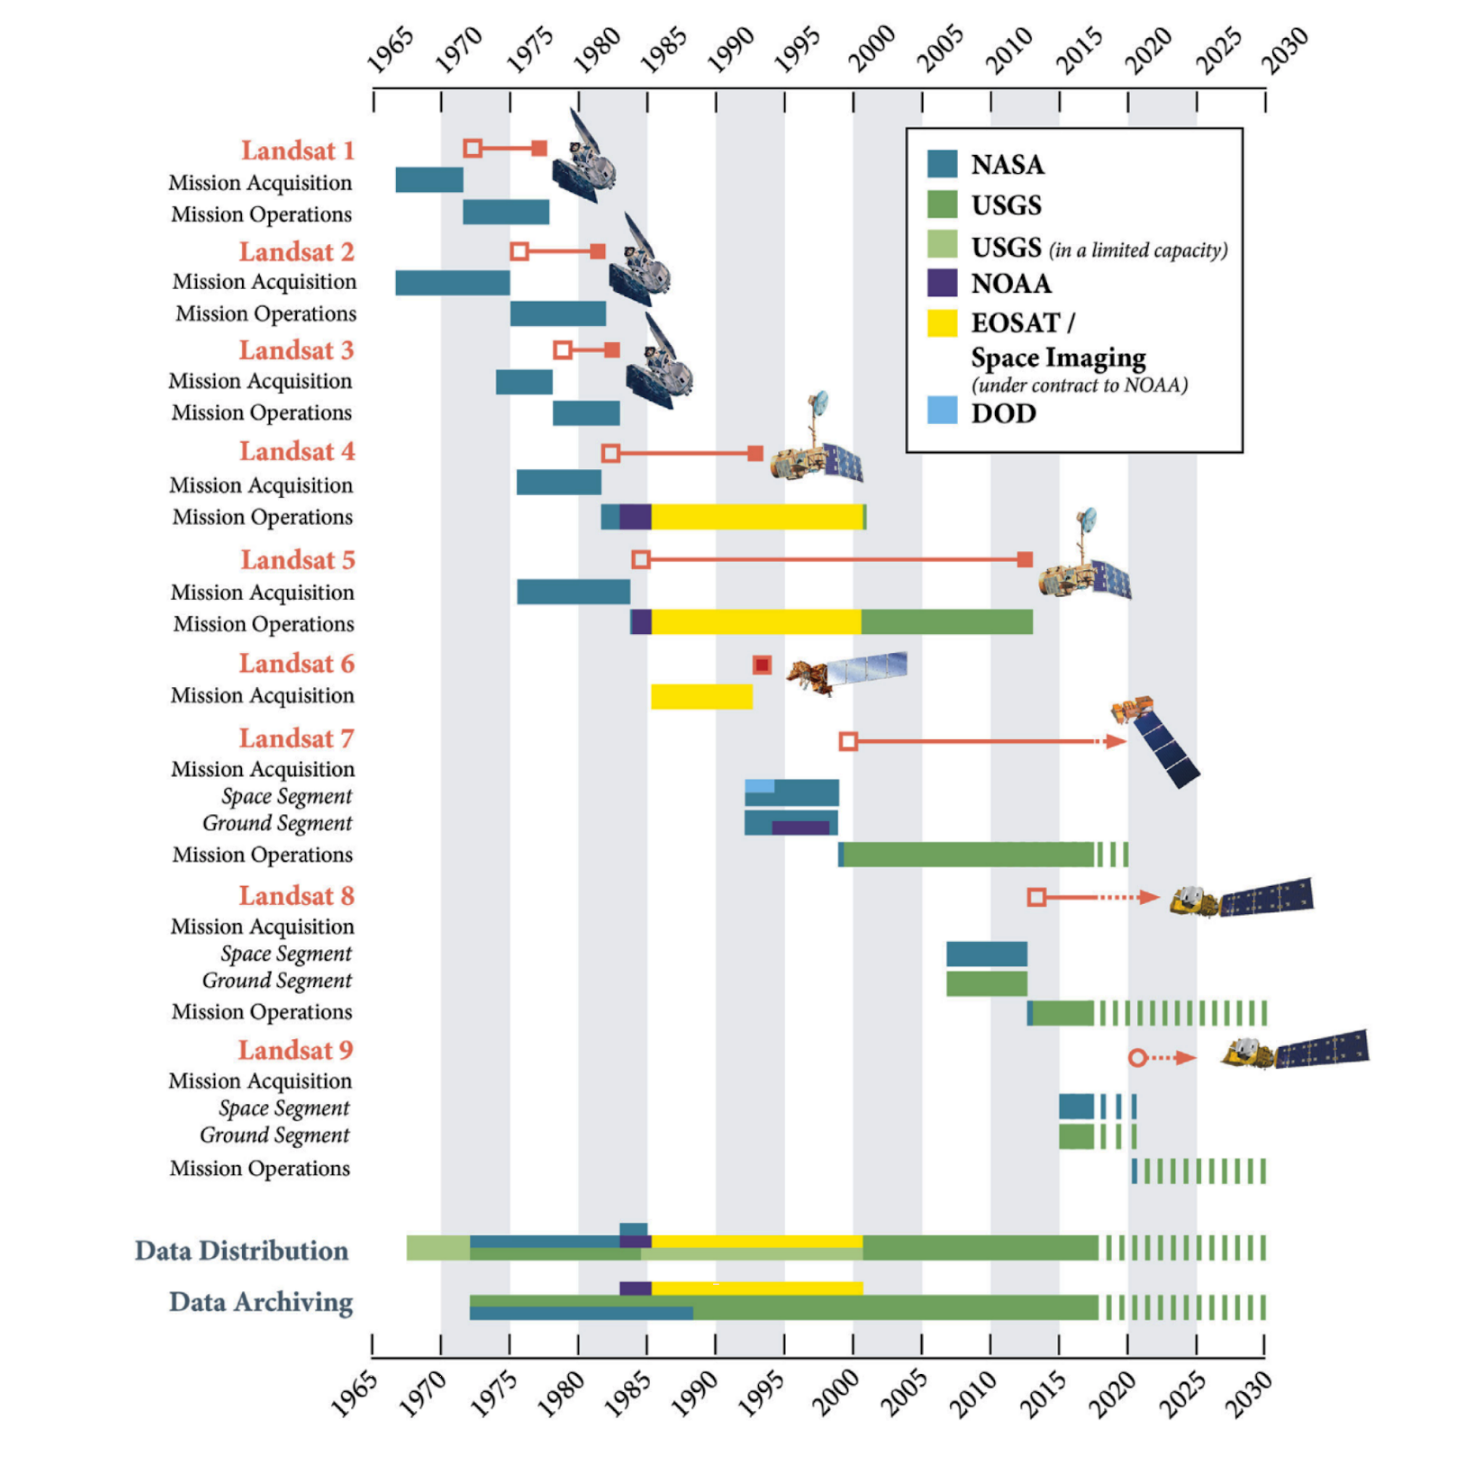 1965 1970 1975 1980 1985 1990 1995 2000 2005 2010 2015 2020 2025 2030
Landsat 1
Mission Acquisition
Mission Operations
Landsat 2
Mission Acquisition
Mission Operations
Landsat 3
Mission Acquisition
Mission Operations
Landsat 4
Mission Acquisition
Mission Operations
Landsat 5
Mission Acquisition
Mission Operations
Landsat 6
Mission Acquisition
Landsat 7
Mission Acquisition
Space Segment
Ground Segment
Mission Operations
Landsat 8
Mission Acquisition
Space Segment
Ground Segment
Mission Operations
Landsat 9
Mission Acquisition
Space Segment
Ground Segment
Mission Operations
Data Distribution
Data Archiving
NASA
USGS
USGS (in a limited capacity)
NOAA
EOSAT /
Space Imaging
(under contract to NOAA)
DOD
1965 1970 1975 1980 1985 1990 1995 2000 2005 2010 2015 2020 2025 2030